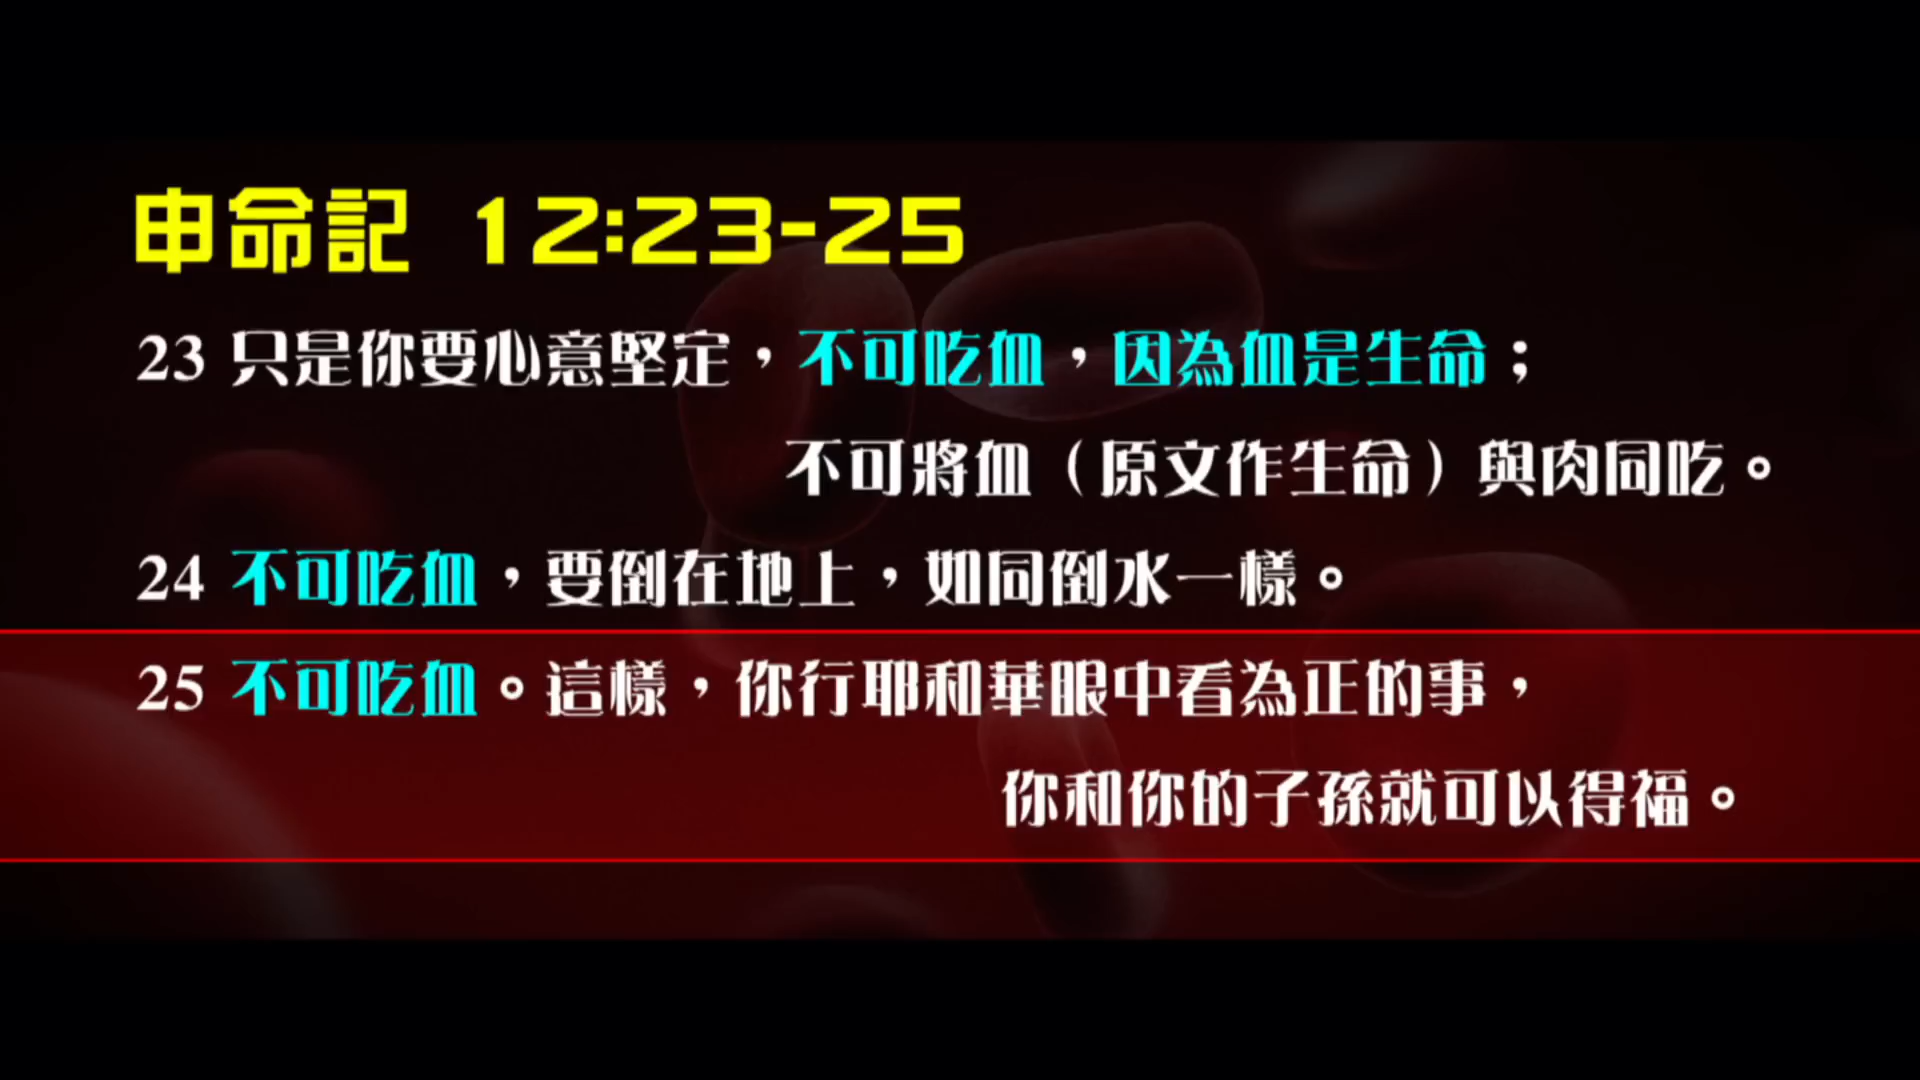 申命記 12:23-25
23 只是你要心意堅定，不可吃血，因為血是生命；
不可將血（原文作生命）與肉同吃。
24 不可吃血，要倒在地上，如同倒水一樣。
25 不可吃血。這樣，你行耶和華眼中看為正的事，
你和你的子孫就可以得福。